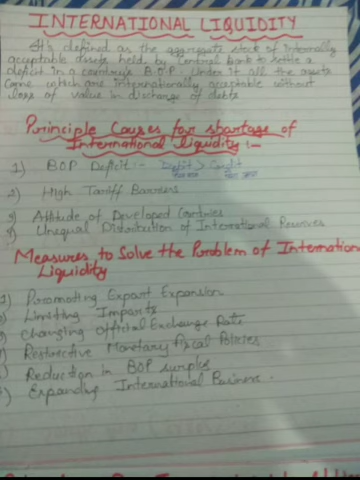 INTERNATIONAL LIQUIDITY
It's defined as the aggregate stock of internally
acceptable assets held by Central bank to settle a
deficit in a country's B.O.P. Under it all the assets
come which are internationally acceptable without
loss of value in discharge of debts
Principle Causes for shortage of
International liquidity :-
1) BOP Deficit :- Debit > Credit
2) High Tariff Barriers
3) Attitude of Developed Countries
4) Unequal Distribution of International Reserves
Measures to Solve the Problem of Internation
Liquidity
1) Promoting Export Expansion
) Limiting Imports
) Changing Official Exchange Rate
) Restrictive Monetary Fiscal Policies
) Reduction in BOP surplus
) Expanding International Business.